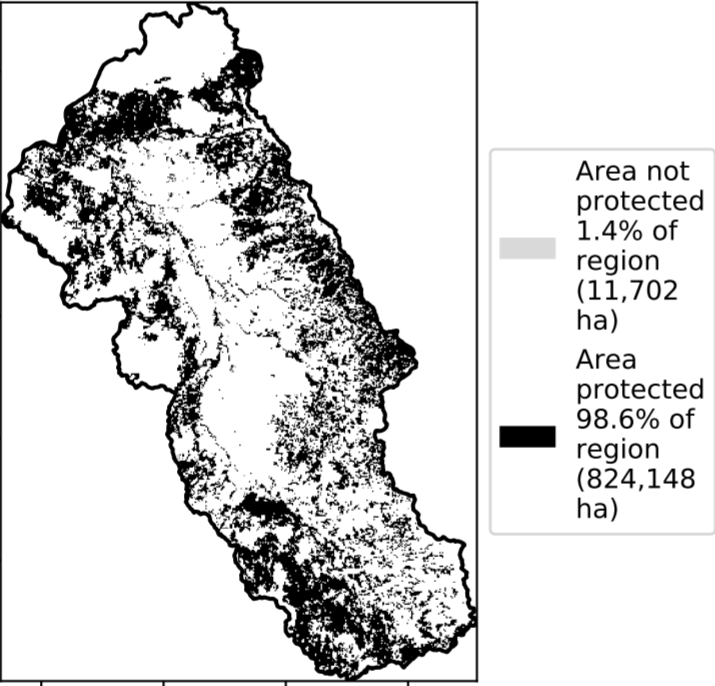 Area not
protected
1.4% of
region
(11,702
ha)
Area
protected
98.6% of
region
(824,148
ha)